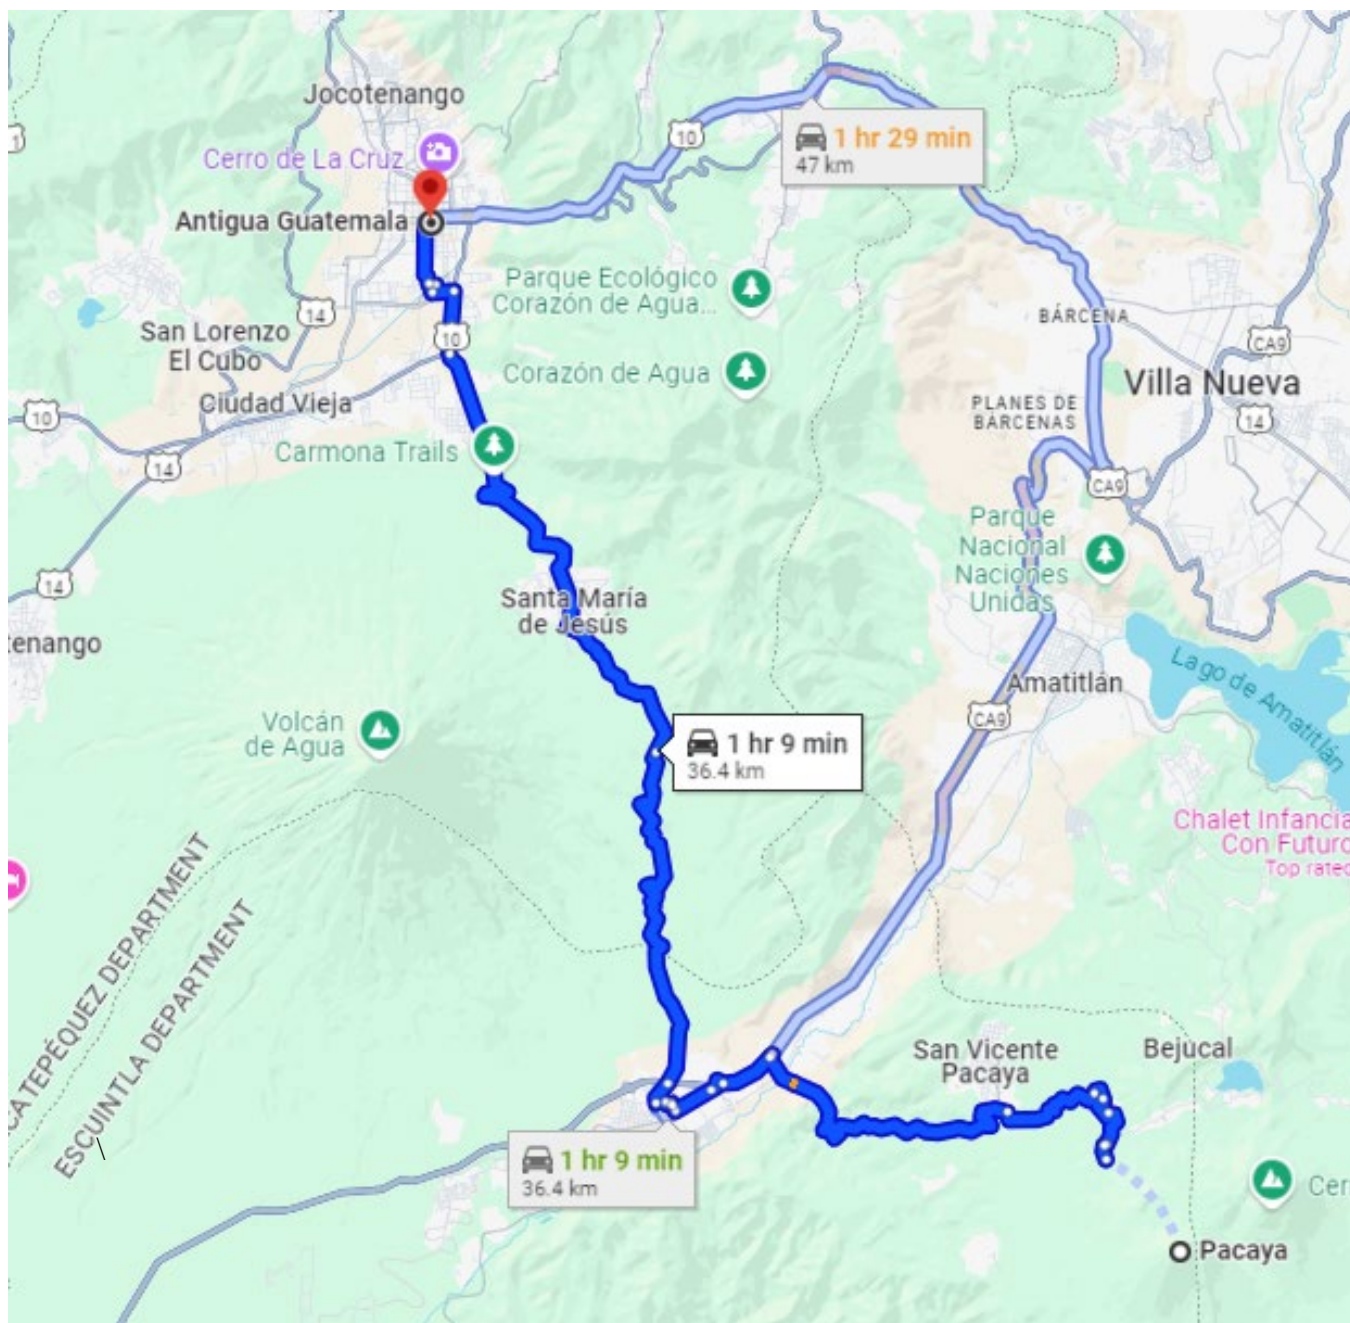 Jocotenango
Cerro de La Cruz
Antigua Guatemala
10
1 hr 29 min
47 km
1
Parque Ecológico
Corazón de Agua...
14
San Lorenzo
El Cubo
10
Corazón de Agua
BÁRCENA
CA9
Villa Nueva
PLANES DE
BÁRCENAS
14
Ciudad Vieja
10
Carmona Trails
14
CA9
Parque
Nacional
Naciones
Unidas
14
Santa María
de Jesús
tenango
Amatitlán
Lago de Amatitlán
CA9
Volcán
de Agua
1 hr 9 min
36.4 km
Chalet Infancia
Con Futuro
Top rated
CATEPÉQUEZ DEPARTMENT
ESCUINTLA DEPARTMENT
San Vicente
Pacaya
Bejucal
1 hr 9 min
36.4 km
Cer
Pacaya